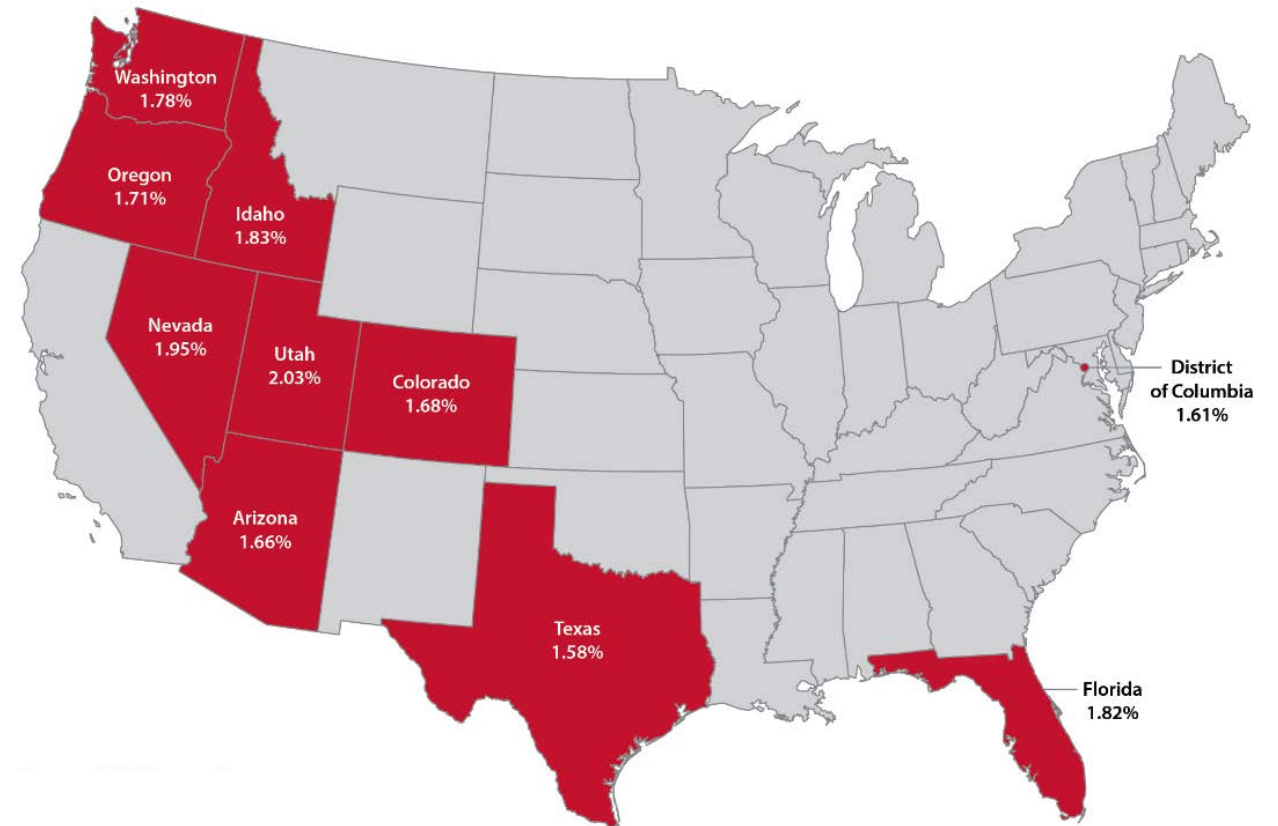 Washington
1.78%
Oregon
1.71%
Idaho
1.83%
Nevada
1.95%
Utah
2.03%
Colorado
1.68%
District
of Columbia
1.61%
Arizona
1.66%
Texas
1.58%
Florida
1.82%